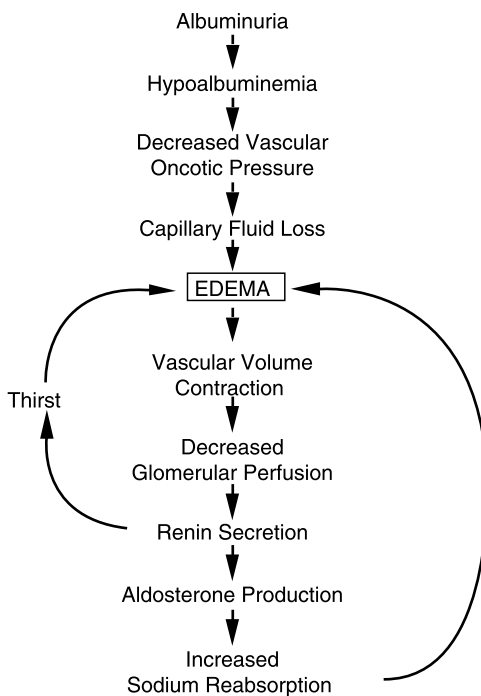 Albuminuria
Hypoalbuminemia
Decreased Vascular
Oncotic Pressure
Capillary Fluid Loss
EDEMA
Vascular Volume
Contraction
Thirst
Decreased
Glomerular Perfusion
Renin Secretion
Aldosterone Production
Increased
Sodium Reabsorption